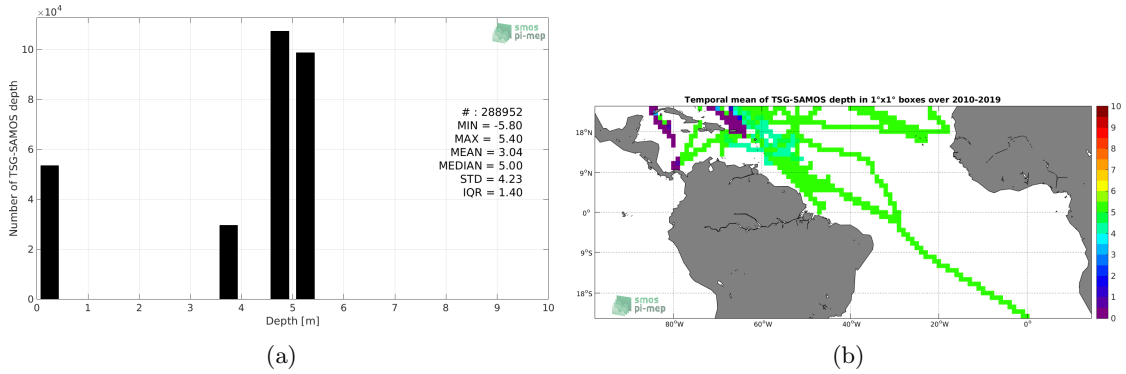 ×10⁴
10
8
6
4
2
0
Number of TSG-SAMOS depth
smos
pi-mep
# : 288952
MIN = -5.80
MAX = 5.40
MEAN = 3.04
MEDIAN = 5.00
STD = 4.23
IQR = 1.40
0 1 2 3 4 5 6 7 8 9 10
Depth [m]
(a)
Temporal mean of TSG-SAMOS depth in 1°x1° boxes over 2010-2019
18°N
9°N
0°
9°S
18°S
80°W 60°W 40°W 20°W 0°
smos
pi-mep
10
9
8
7
6
5
4
3
2
1
0
(b)